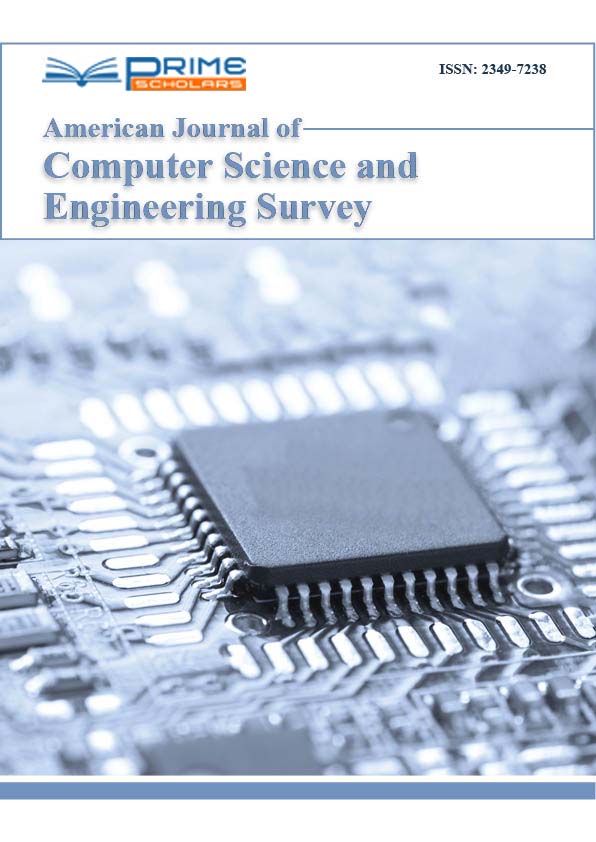 PRIME
SCHOLARS
ISSN: 2349-7238
American Journal of
Computer Science and
Engineering Survey